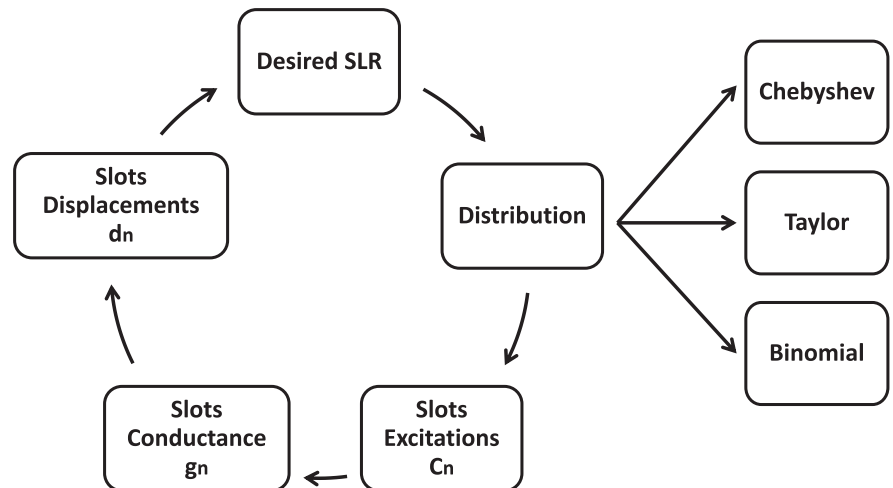 Desired SLR
Chebyshev
Slots
Displacements
dn
Distribution
Taylor
Binomial
Slots
Conductance
gn
Slots
Excitations
Cn